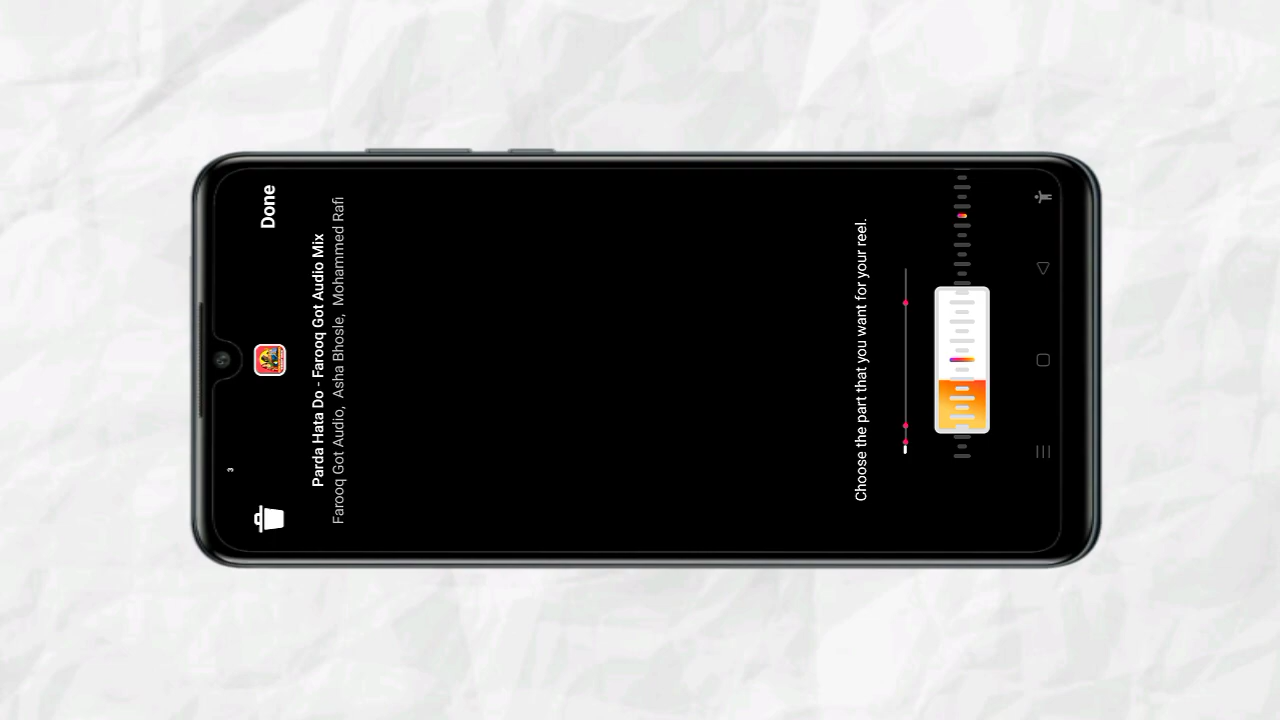 Done
Parda Hata Do - Farooq Got Audio Mix
Farooq Got Audio, Asha Bhosle, Mohammed Rafi
Choose the part that you want for your reel.